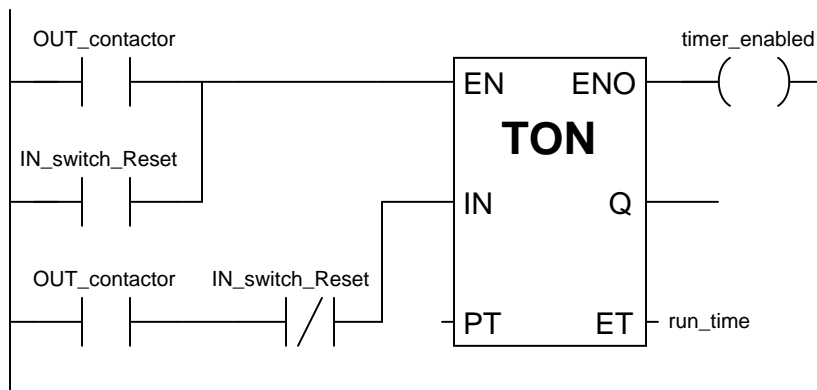 OUT_contactor
timer_enabled
EN ENO
TON
IN_switch_Reset
IN Q
OUT_contactor IN_switch_Reset
PT ET run_time